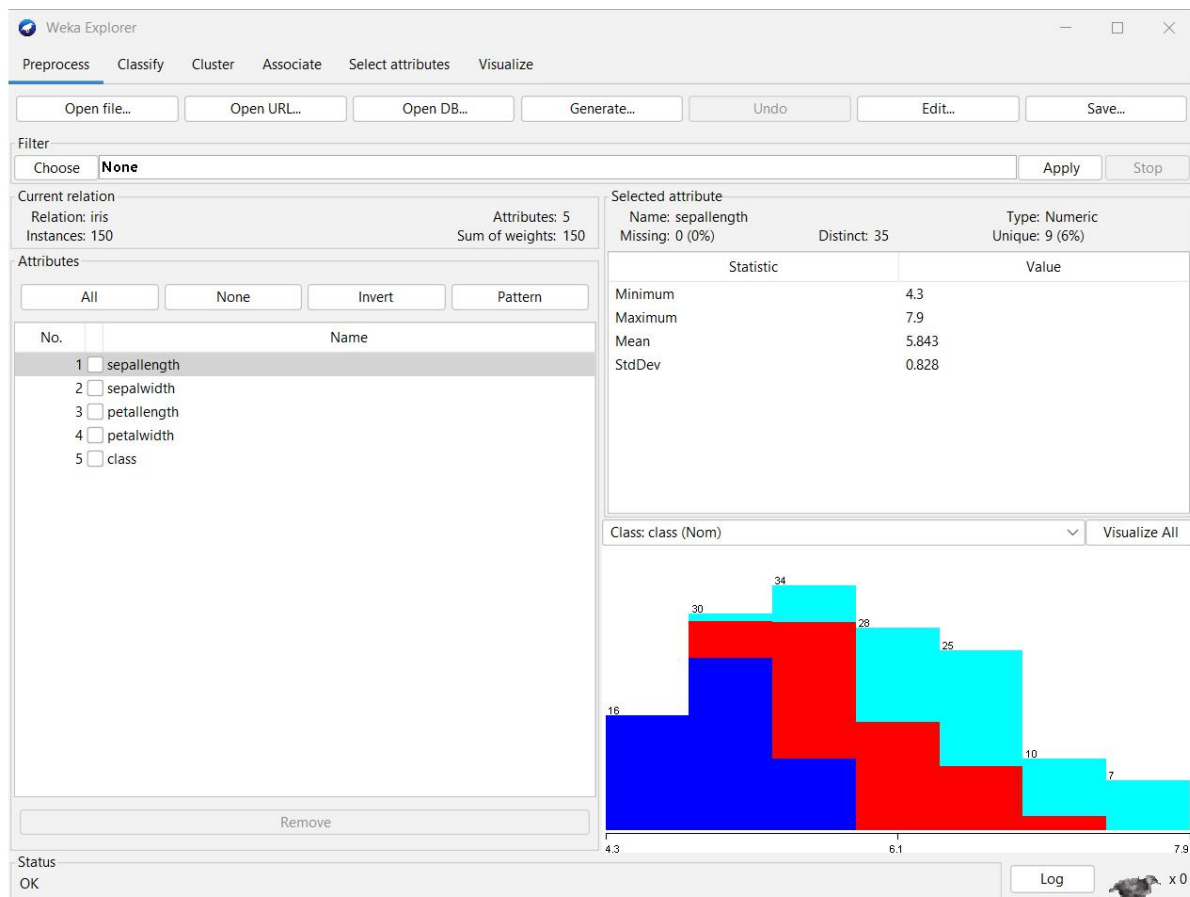 Weka Explorer
Preprocess Classify Cluster Associate Select attributes Visualize
Open file... Open URL... Open DB... Generate... Undo Edit... Save...
Filter
Choose None Apply Stop
Current relation
Relation: iris Attributes: 5
Instances: 150 Sum of weights: 150
Attributes
All None Invert Pattern
No. Name
1 sepallength
2 sepalwidth
3 petallength
4 petalwidth
5 class
Remove
Selected attribute
Name: sepallength Type: Numeric
Missing: 0 (0%) Distinct: 35 Unique: 9 (6%)
Statistic Value
Minimum 4.3
Maximum 7.9
Mean 5.843
StdDev 0.828
Class: class (Nom) Visualize All
16 30 34 28 25 10 7
4.3 6.1 7.9
Status
OK Log x 0